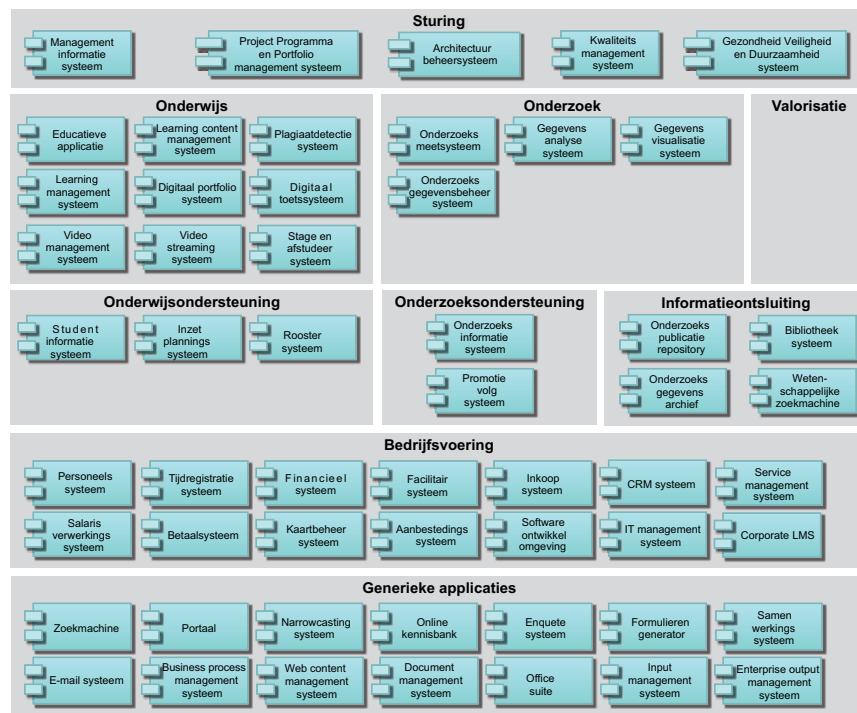 Sturing
Management
informatie
systeem
Project Programma
en Portfolio
management systeem
Architectuur
beheersysteem
Kwaliteits
management
systeem
Gezondheid Veiligheid
en Duurzaamheid
systeem
Onderwijs
Educatieve
applicatie
Learning content
management
systeem
Plagiaatdetectie
systeem
Learning
management
systeem
Digitaal portfolio
systeem
Digitaal
toetssysteem
Video
management
systeem
Video
streaming
systeem
Stage en
afstudeer
systeem
Onderzoek
Onderzoeks
meetsysteem
Gegevens
analyse
systeem
Gegevens
visualisatie
systeem
Onderzoeks
gegevensbeheer
systeem
Valorisatie
Onderwijsondersteuning
Student
informatie
systeem
Inzet
plannings
systeem
Rooster
systeem
Onderzoeksondersteuning
Onderzoeks
informatie
systeem
Promotie
volg
systeem
Informatieontsluiting
Onderzoeks
publicatie
repository
Bibliotheek
systeem
Onderzoeks
gegevens
archief
Weten-
schappelijke
zoekmachine
Bedrijfsvoering
Personeels
systeem
Tijdregistratie
systeem
Financieel
systeem
Facilitair
systeem
Inkoop
systeem
CRM systeem
Service
management
systeem
Salaris
verwerkings
systeem
Betaalsysteem
Kaartbeheer
systeem
Aanbestedings
systeem
Software
ontwikkel
omgeving
IT management
systeem
Corporate LMS
Generieke applicaties
Zoekmachine
Portaal
Narrowcasting
systeem
Online
kennisbank
Enquete
systeem
Formulieren
generator
Samen
werkings
systeem
E-mail systeem
Business process
management
systeem
Web content
management
systeem
Document
management
systeem
Office
suite
Input
management
systeem
Enterprise output
management
systeem